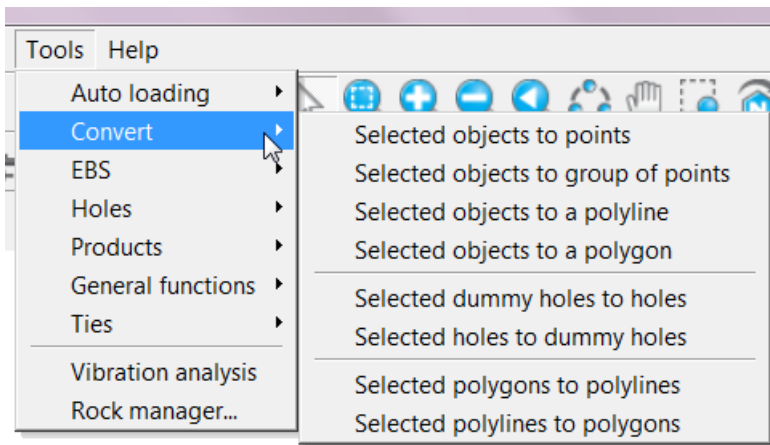 Tools Help
Auto loading
Convert
EBS
Holes
Products
General functions
Ties
Vibration analysis
Rock manager...
Selected objects to points
Selected objects to group of points
Selected objects to a polyline
Selected objects to a polygon
Selected dummy holes to holes
Selected holes to dummy holes
Selected polygons to polylines
Selected polylines to polygons